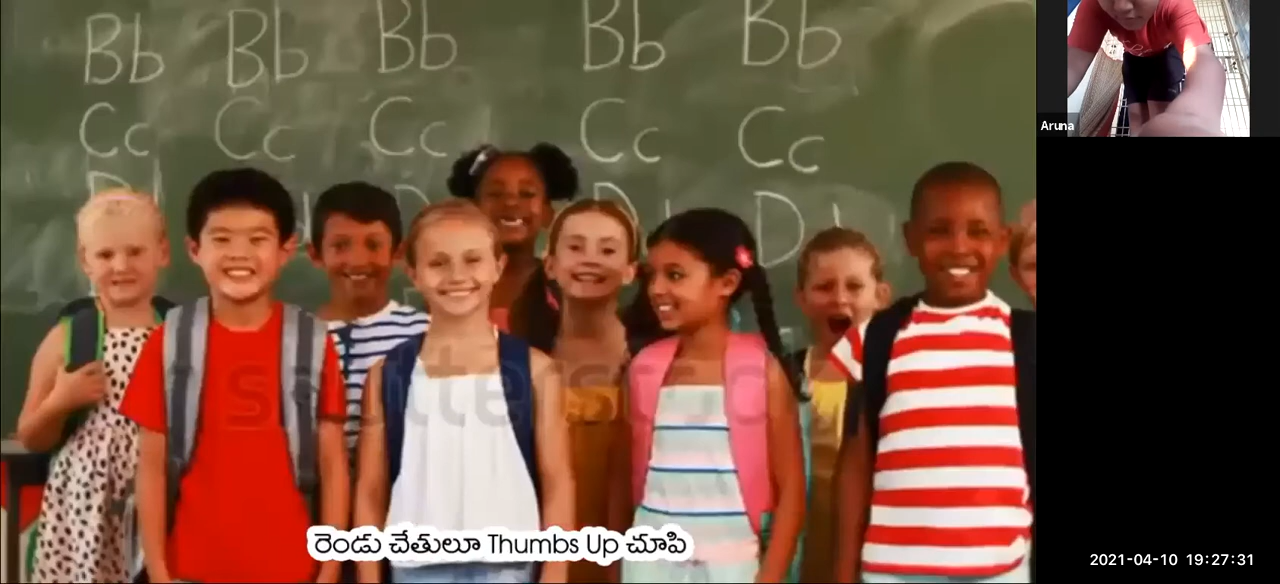 Bb Bb Bb Bb Bb
Cc Cc Cc Cc Cc
D D D
shutterstock
రెండు చేతులూ Thumbs Up చూపి
Aruna
2021-04-10 19:27:31